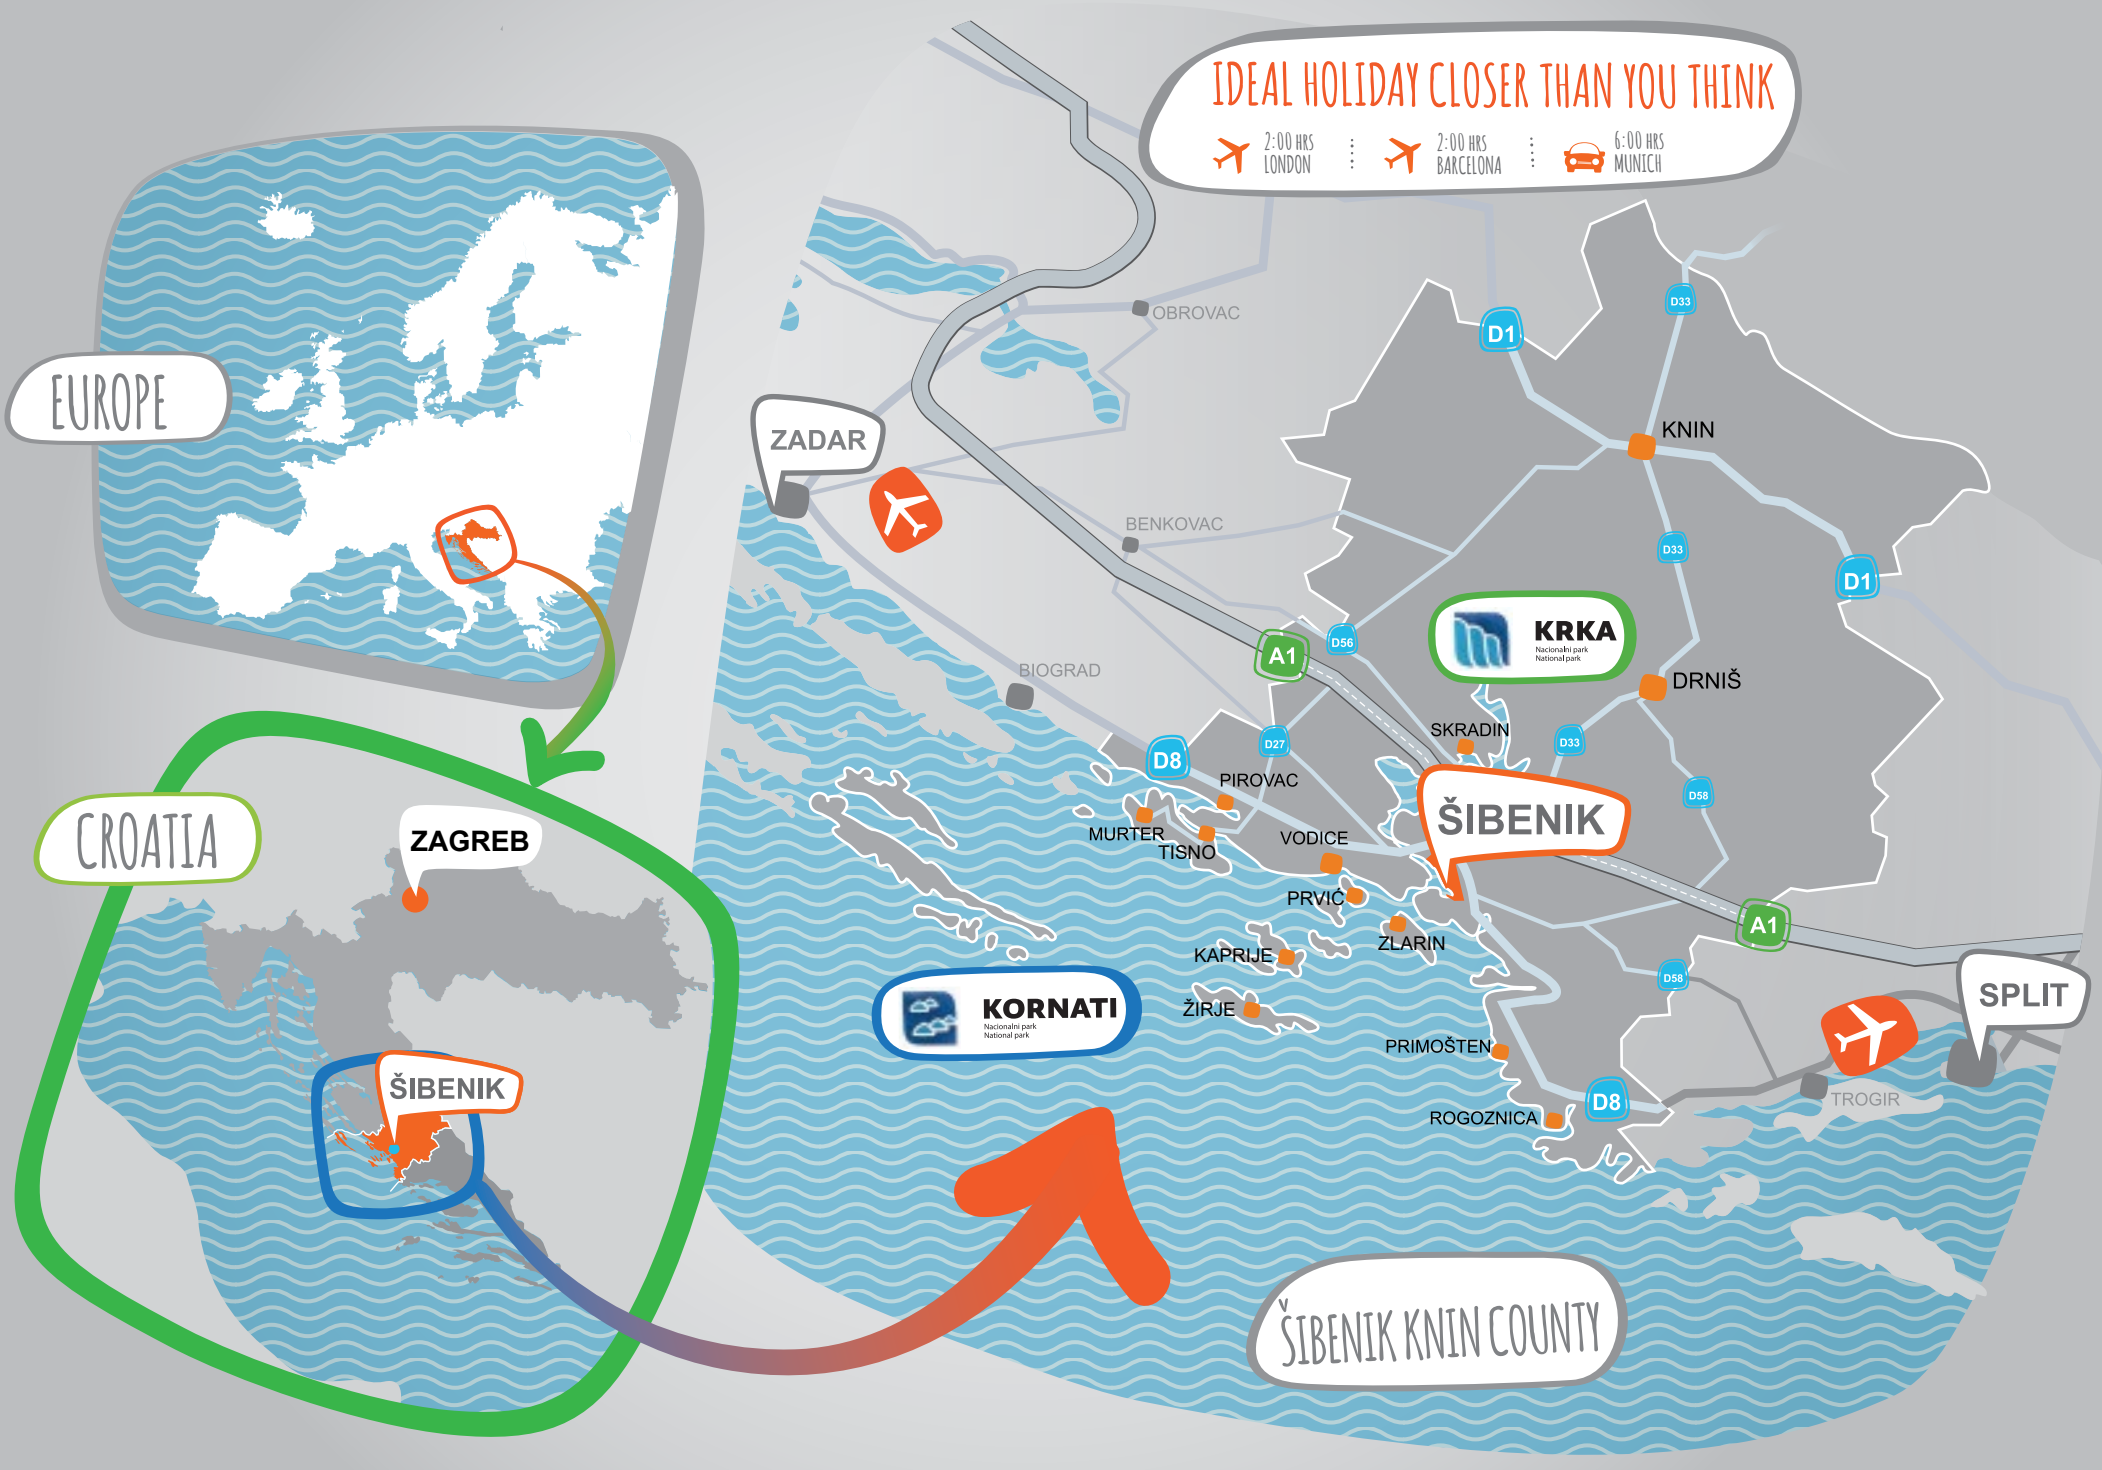 IDEAL HOLIDAY CLOSER THAN YOU THINK
2:00 HRS
LONDON
2:00 HRS
BARCELONA
6:00 HRS
MUNICH
EUROPE
CROATIA
ZAGREB
ŠIBENIK
ZADAR
OBROVAC
BENKOVAC
BIOGRAD
D1
D33
KNIN
D33
D1
A1
D56
KRKA
Nacionalni park
National park
DRNIŠ
SKRADIN
D33
D27
D8
PIROVAC
D58
MURTER
TISNO
VODICE
ŠIBENIK
PRVIĆ
ZLARIN
A1
KAPRIJE
ŽIRJE
D58
KORNATI
Nacionalni park
National park
SPLIT
PRIMOŠTEN
D8
TROGIR
ROGOZNICA
ŠIBENIK KNIN COUNTY